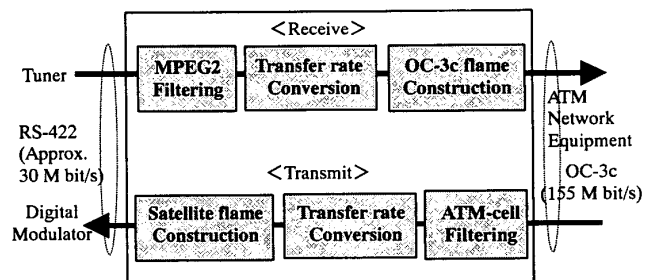 <Receive>
Tuner
MPEG2
Filtering
Transfer rate
Conversion
OC-3c flame
Construction
ATM
Network
Equipment
RS-422
(Approx.
30 M bit/s)
OC-3c
(155 M bit/s)
<Transmit>
Digital
Modulator
Satellite flame
Construction
Transfer rate
Conversion
ATM-cell
Filtering